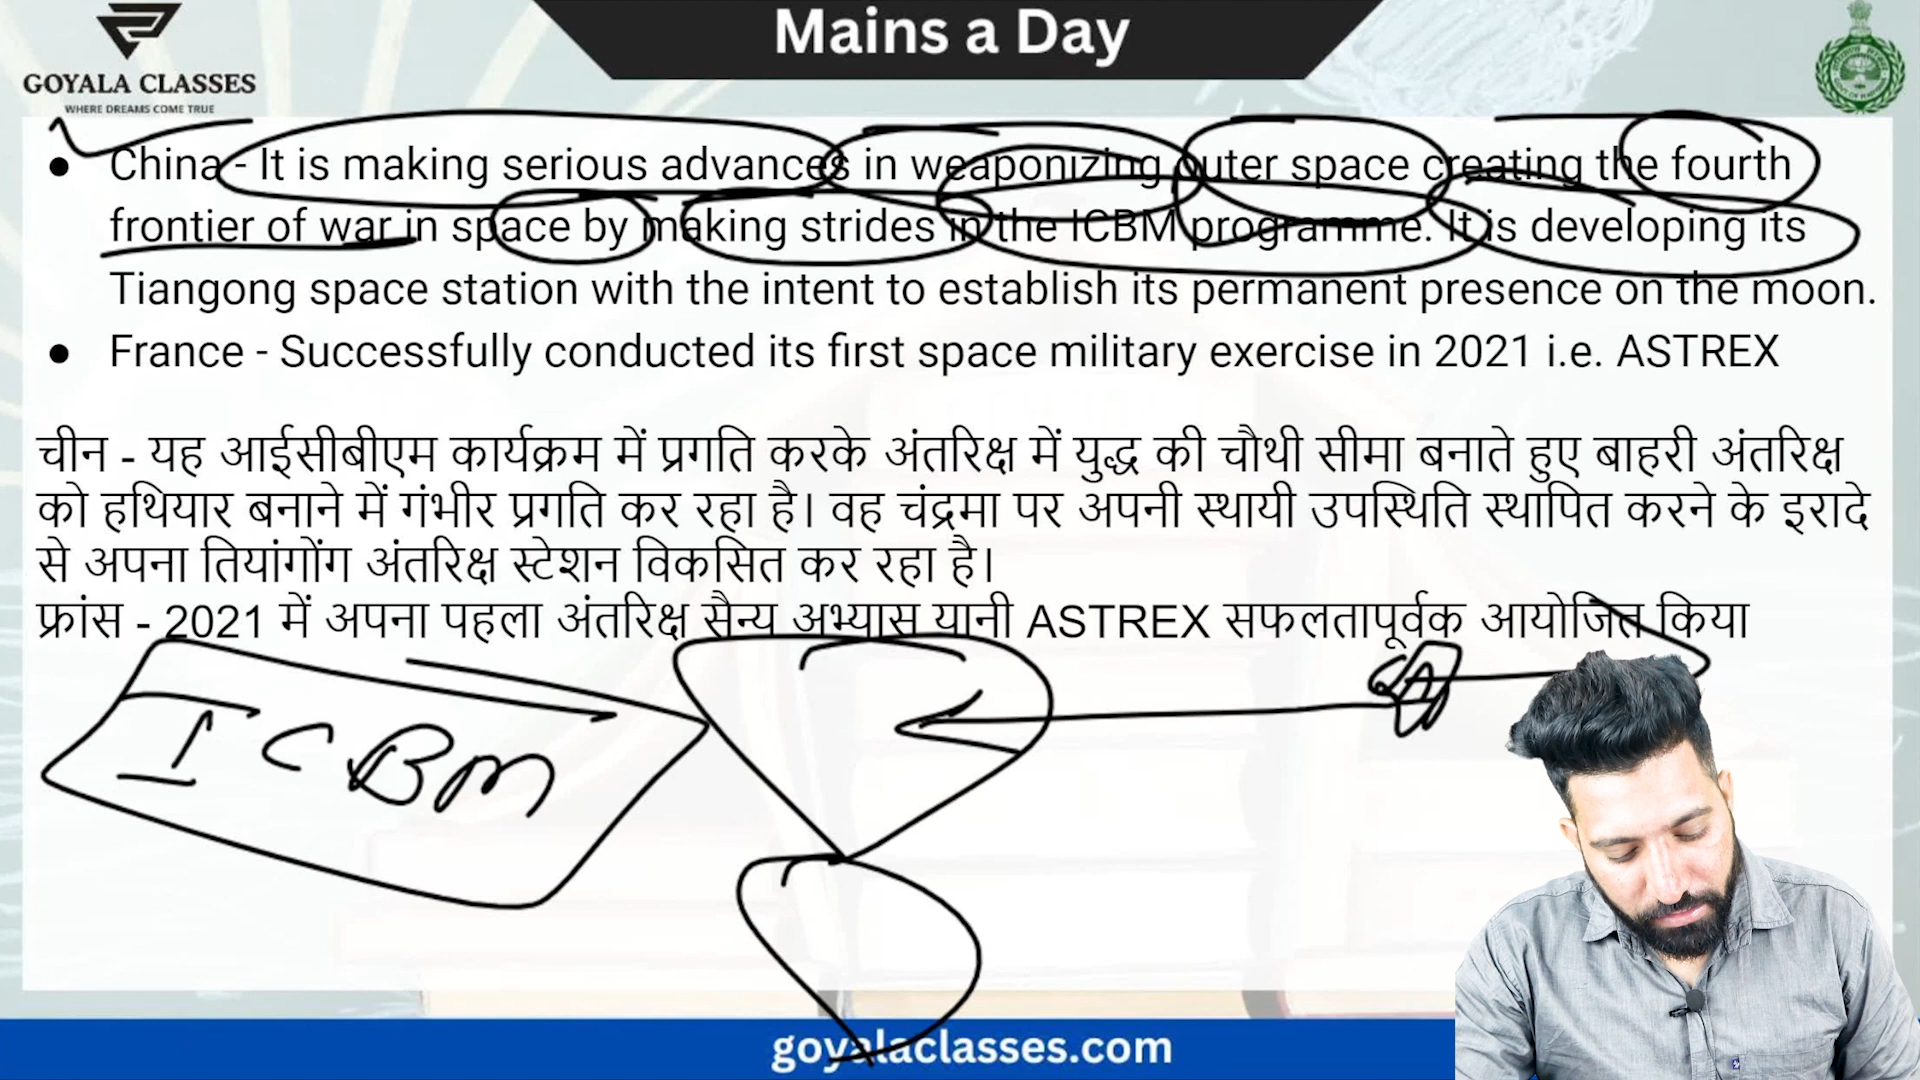 GOYALA CLASSES
WHERE DREAMS COME TRUE
Mains a Day
● China - It is making serious advances in weaponizing outer space creating the fourth
frontier of war in space by making strides in the ICBM programme. It is developing its
Tiangong space station with the intent to establish its permanent presence on the moon.
● France - Successfully conducted its first space military exercise in 2021 i.e. ASTREX
चीन - यह आईसीबीएम कार्यक्रम में प्रगति करके अंतरिक्ष में युद्ध की चौथी सीमा बनाते हुए बाहरी अंतरिक्ष
को हथियार बनाने में गंभीर प्रगति कर रहा है। वह चंद्रमा पर अपनी स्थायी उपस्थिति स्थापित करने के इरादे
से अपना तियांगोंग अंतरिक्ष स्टेशन विकसित कर रहा है।
फ्रांस - 2021 में अपना पहला अंतरिक्ष सैन्य अभ्यास यानी ASTREX सफलतापूर्वक आयोजित किया
ICBM
goyalaclasses.com